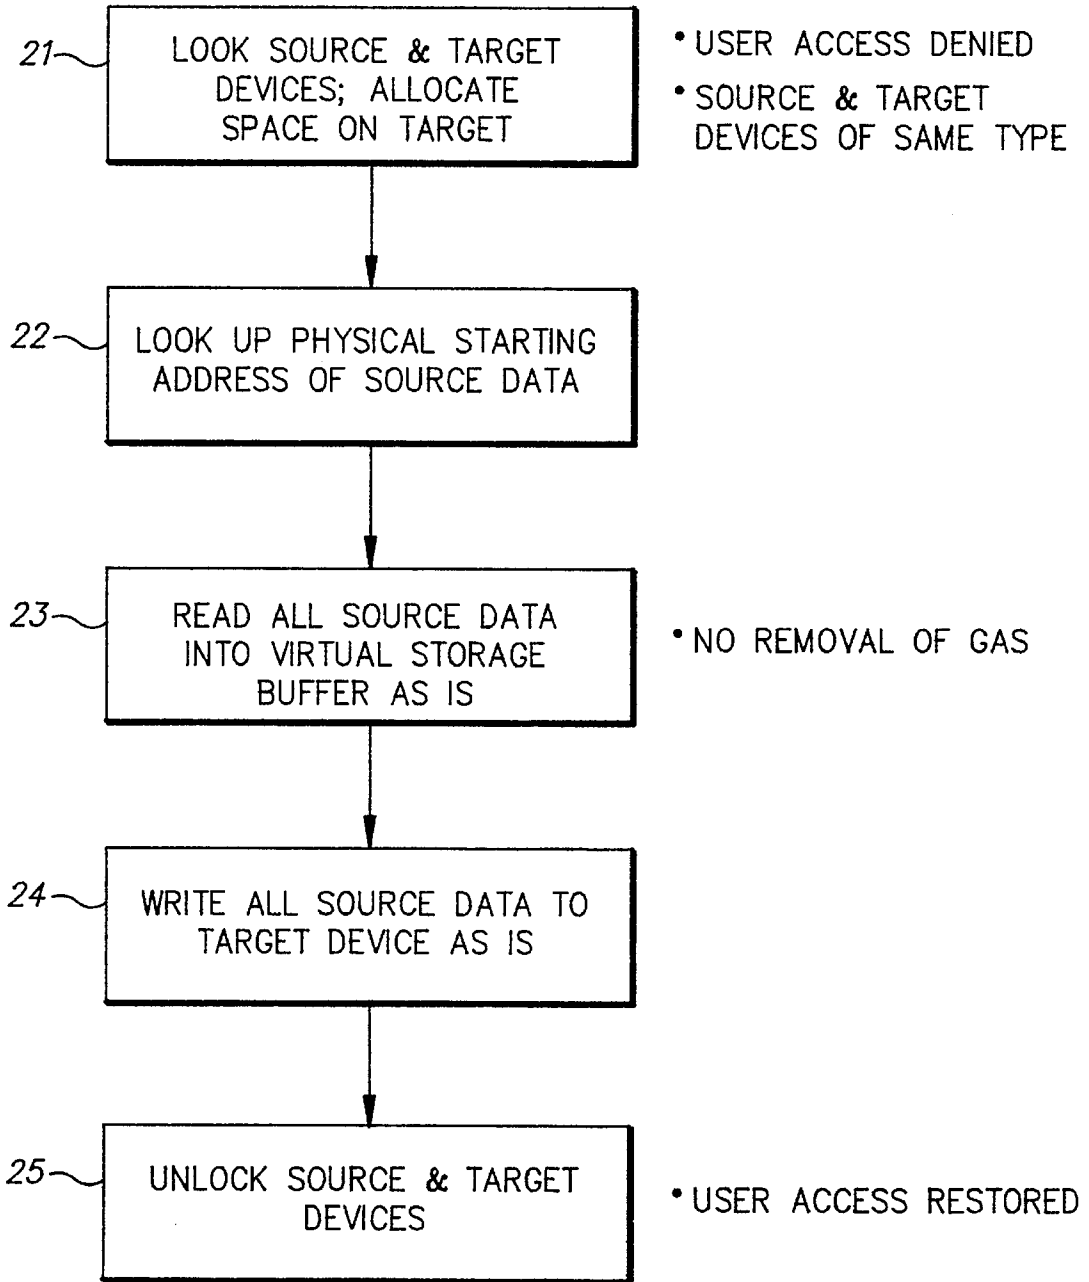 21
LOOK SOURCE & TARGET
DEVICES; ALLOCATE
SPACE ON TARGET
• USER ACCESS DENIED
• SOURCE & TARGET
DEVICES OF SAME TYPE
22
LOOK UP PHYSICAL STARTING
ADDRESS OF SOURCE DATA
23
READ ALL SOURCE DATA
INTO VIRTUAL STORAGE
BUFFER AS IS
• NO REMOVAL OF GAS
24
WRITE ALL SOURCE DATA TO
TARGET DEVICE AS IS
25
UNLOCK SOURCE & TARGET
DEVICES
• USER ACCESS RESTORED